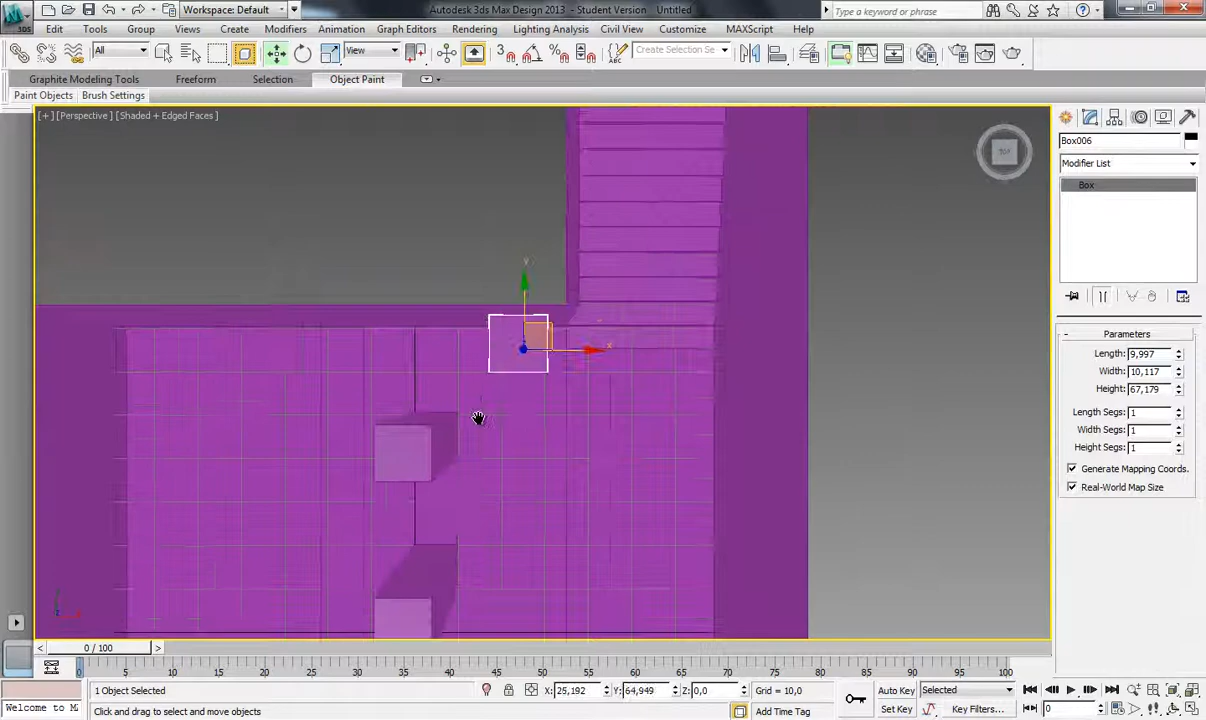 Workspace: Default
Autodesk 3ds Max Design 2013 - Student Version Untitled
Type a keyword or phrase
3DS
Edit Tools Group Views Create Modifiers Animation Graph Editors Rendering Lighting Analysis Civil View Customize MAXScript Help
All View 3 Create Selection Se
Graphite Modeling Tools Freeform Selection Object Paint
Paint Objects Brush Settings
[+] [Perspective] [Shaded + Edged Faces]
TOP
Box006
Modifier List
Box
y
x
Parameters
Length: 9,997
Width: 10,117
Height: 67,179
Length Segs: 1
Width Segs: 1
Height Segs: 1
Generate Mapping Coords.
Real-World Map Size
0 / 100
0 5 10 15 20 25 30 35 40 45 50 55 60 65 70 75 80 85 90 95 100
1 Object Selected X: 25,192 Y: 64,949 Z: 0,0 Grid = 10,0 Auto Key Selected
Welcome to M Click and drag to select and move objects Add Time Tag Set Key Key Filters... 0